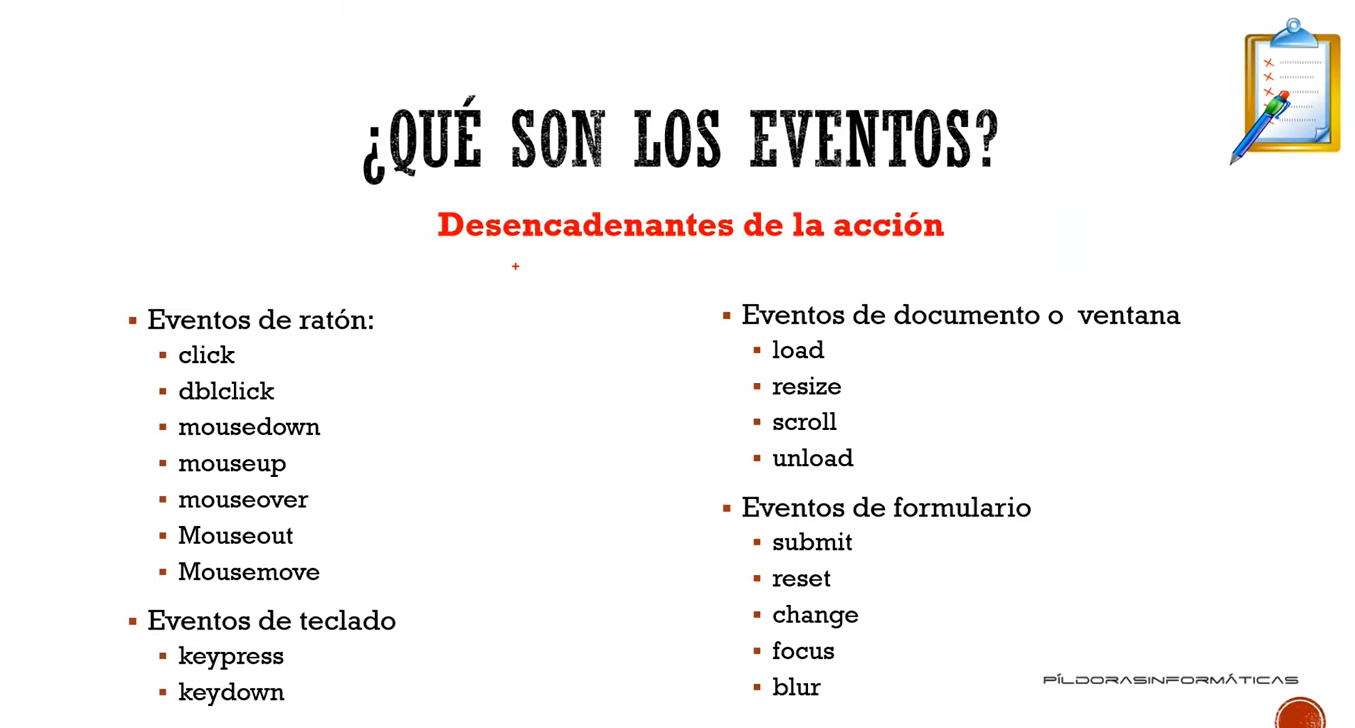 ¿QUÉ SON LOS EVENTOS?
Desencadenantes de la acción
Eventos de ratón:
click
dblclick
mousedown
mouseup
mouseover
Mouseout
Mousemove
Eventos de teclado
keypress
keydown
Eventos de documento o ventana
load
resize
scroll
unload
Eventos de formulario
submit
reset
change
focus
blur
PÍLDORASINFORMÁTICAS